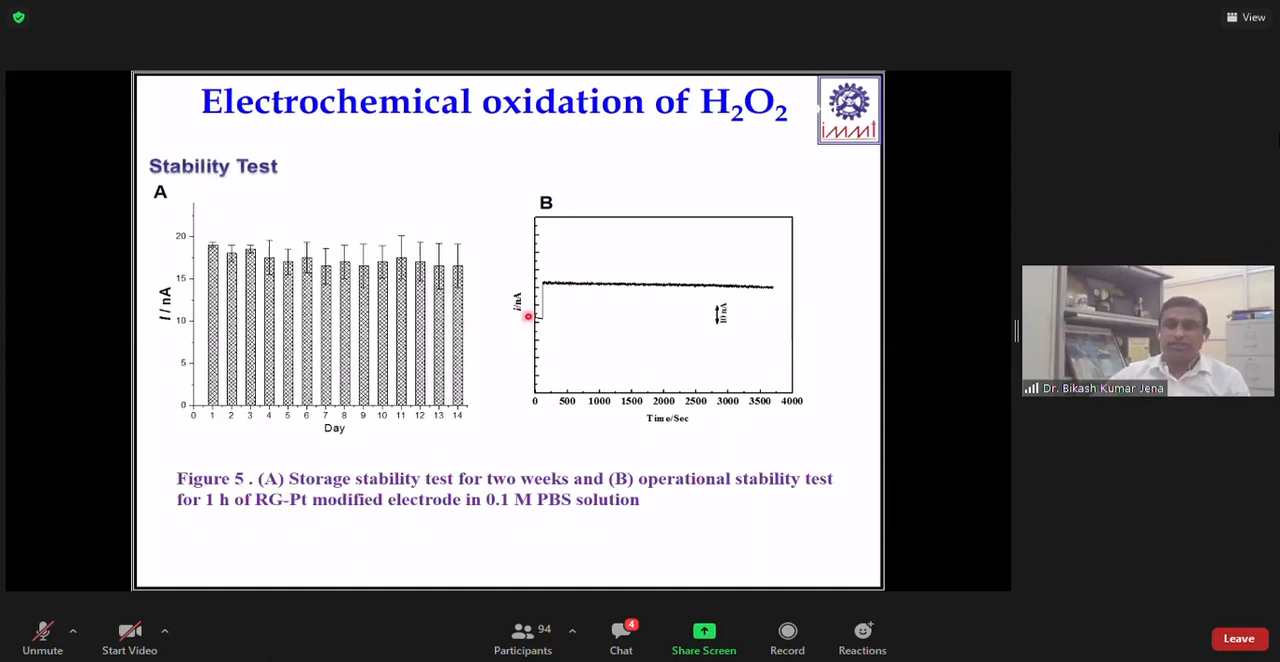 View
Electrochemical oxidation of H₂O₂
immt
Stability Test
A
B
20
15
10
5
0
I / nA
0 1 2 3 4 5 6 7 8 9 10 11 12 13 14
Day
i/nA
10 nA
0 500 1000 1500 2000 2500 3000 3500 4000
Time/Sec
Figure 5 . (A) Storage stability test for two weeks and (B) operational stability test
for 1 h of RG-Pt modified electrode in 0.1 M PBS solution
Dr. Bikash Kumar Jena
94
4
Unmute
Start Video
Participants
Chat
Share Screen
Record
Reactions
Leave